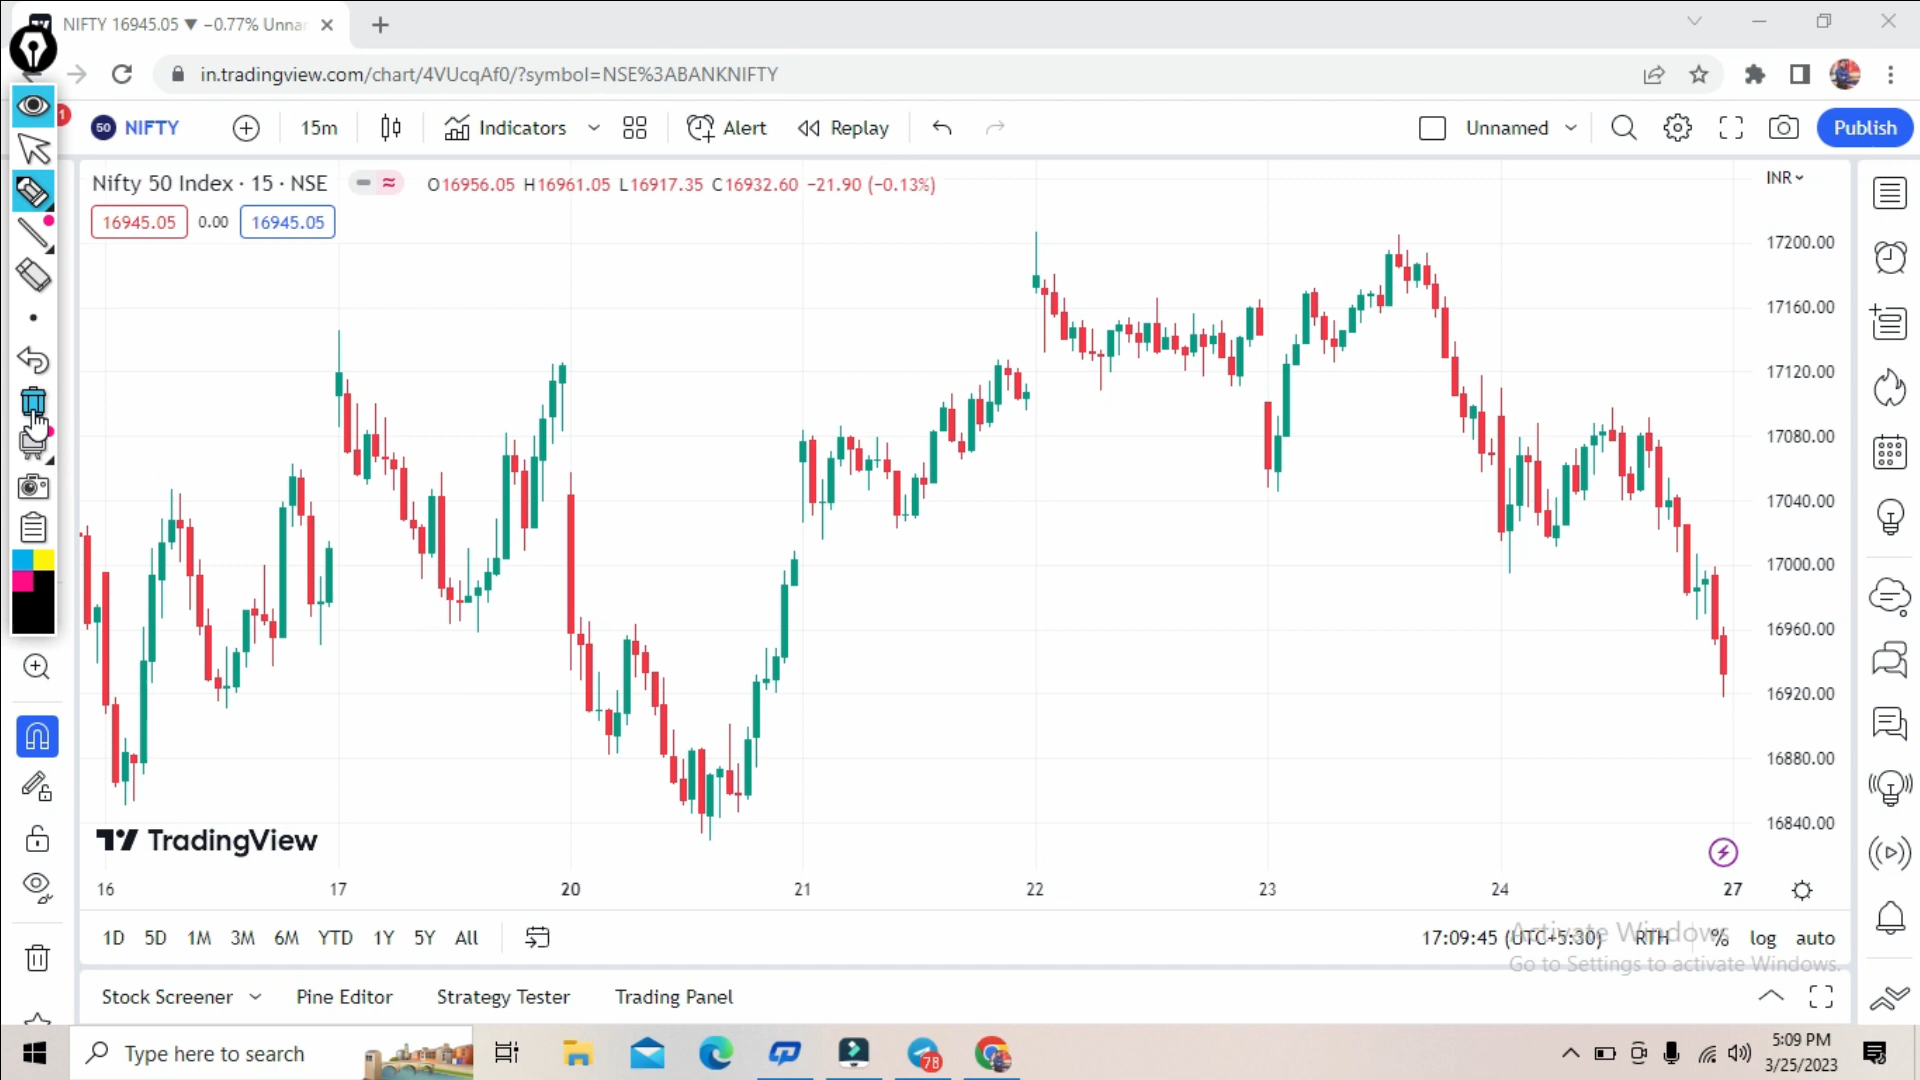 NIFTY 16945.05 ▼ −0.77% Unnar
in.tradingview.com/chart/4VUcqAf0/?symbol=NSE%3ABANKNIFTY
1
50 NIFTY 15m Indicators Alert Replay Unnamed Publish
Nifty 50 Index · 15 · NSE O16956.05 H16961.05 L16917.35 C16932.60 −21.90 (−0.13%) INR
16945.05 0.00 16945.05
17200.00
17160.00
17120.00
17080.00
17040.00
17000.00
16960.00
16920.00
16880.00
16840.00
TradingView
16 17 20 21 22 23 24 27
1D 5D 1M 3M 6M YTD 1Y 5Y All 17:09:45 (UTC+5:30) RTH % log auto
Activate Windows
Go to Settings to activate Windows.
Stock Screener Pine Editor Strategy Tester Trading Panel
Type here to search 78 5:09 PM
3/25/2023